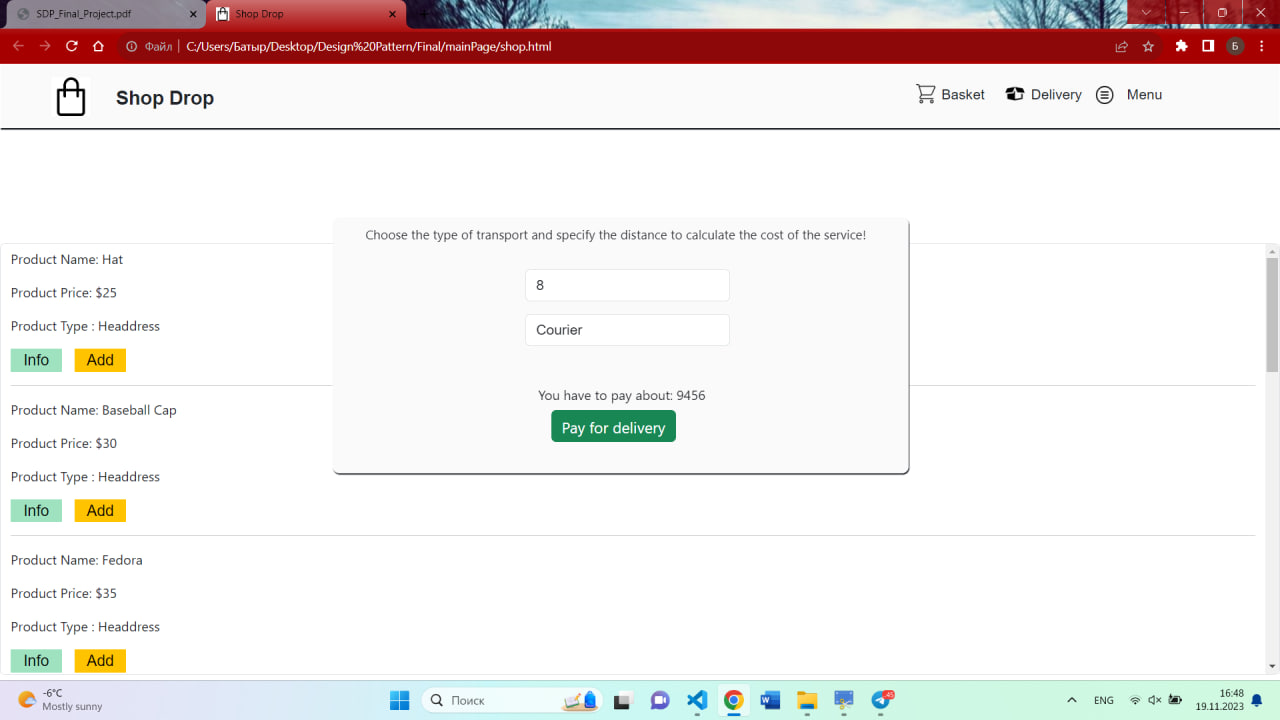 SDP_Final_Project.pdf
Shop Drop
Файл
C:/Users/Батыр/Desktop/Design%20Pattern/Final/mainPage/shop.html
Б
Shop Drop
Basket
Delivery
Menu
Choose the type of transport and specify the distance to calculate the cost of the service!
8
Courier
You have to pay about: 9456
Pay for delivery
Product Name: Hat
Product Price: $25
Product Type : Headdress
Info
Add
Product Name: Baseball Cap
Product Price: $30
Product Type : Headdress
Info
Add
Product Name: Fedora
Product Price: $35
Product Type : Headdress
Info
Add
-6°C
Mostly sunny
Поиск
45
ENG
16:48
19.11.2023